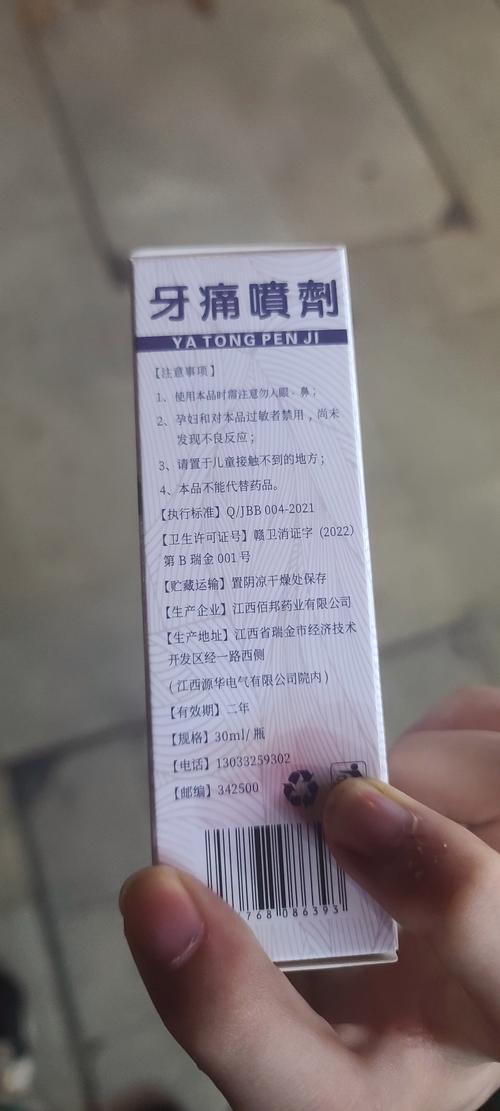 牙痛噴劑
YA TONG PEN JI
【注意事项】
1、使用本品时需注意勿入眼、鼻；
2、孕妇和对本品过敏者禁用，尚未
发现不良反应；
3、请置于儿童接触不到的地方；
4、本品不能代替药品。
【执行标准】Q/JBB 004-2021
【卫生许可证号】赣卫消证字（2022）
第 B 瑞金 001 号
【贮藏运输】置阴凉干燥处保存
【生产企业】江西佰邦药业有限公司
【生产地址】江西省瑞金市经济技术
开发区经一路西侧
（江西源华电气有限公司院内）
【有效期】二年
【规格】30ml/ 瓶
【电话】13033259302
【邮编】342500
768 086393